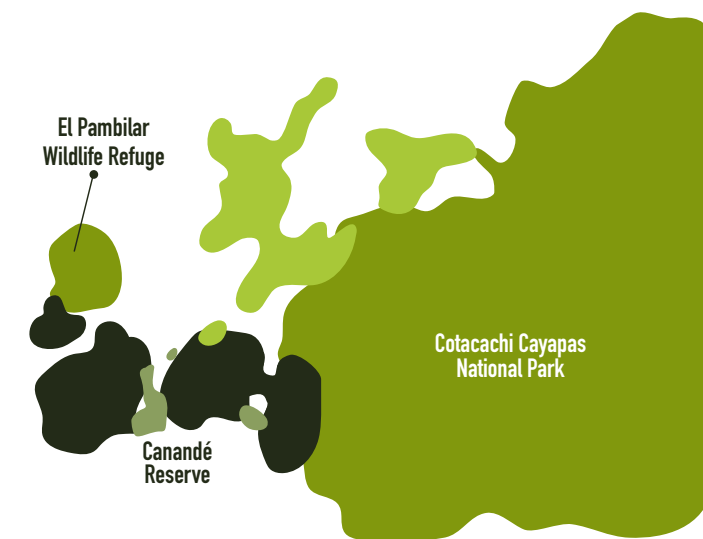 El Pambilar
Wildlife Refuge
Cotacachi Cayapas
National Park
Canandé
Reserve